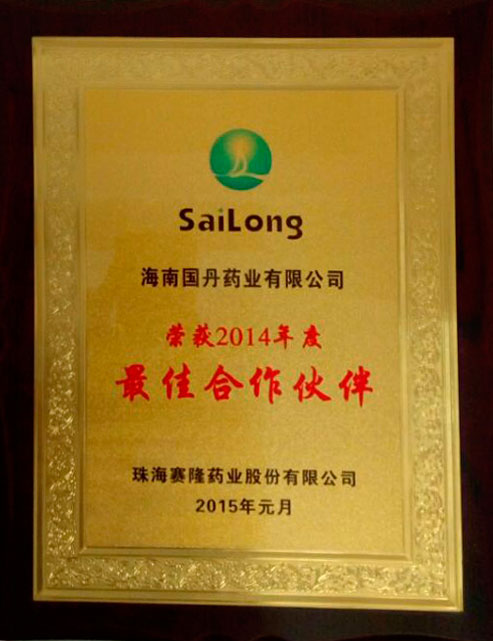 SaiLong
海南国丹药业有限公司
荣获2014年度
最佳合作伙伴
珠海赛隆药业股份有限公司
2015年元月